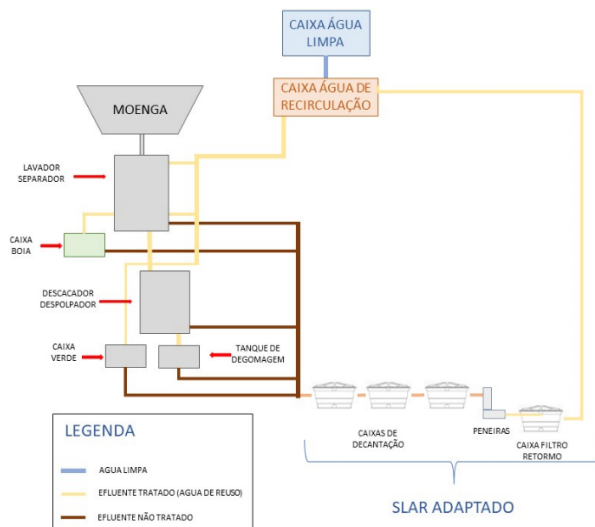 CAIXA ÁGUA
LIMPA
CAIXA ÁGUA DE
RECIRCULAÇÃO
MOENGA
LAVADOR
SEPARADOR
CAIXA
BOIA
DESCACADOR
DESPOLPADOR
CAIXA
VERDE
TANQUE DE
DEGOMAGEM
CAIXAS DE
DECANTAÇÃO
PENEIRAS
CAIXA FILTRO
RETORMO
SLAR ADAPTADO
LEGENDA
AGUA LIMPA
EFLUENTE TRATADO (AGUA DE REUSO)
EFLUENTE NÃO TRATADO